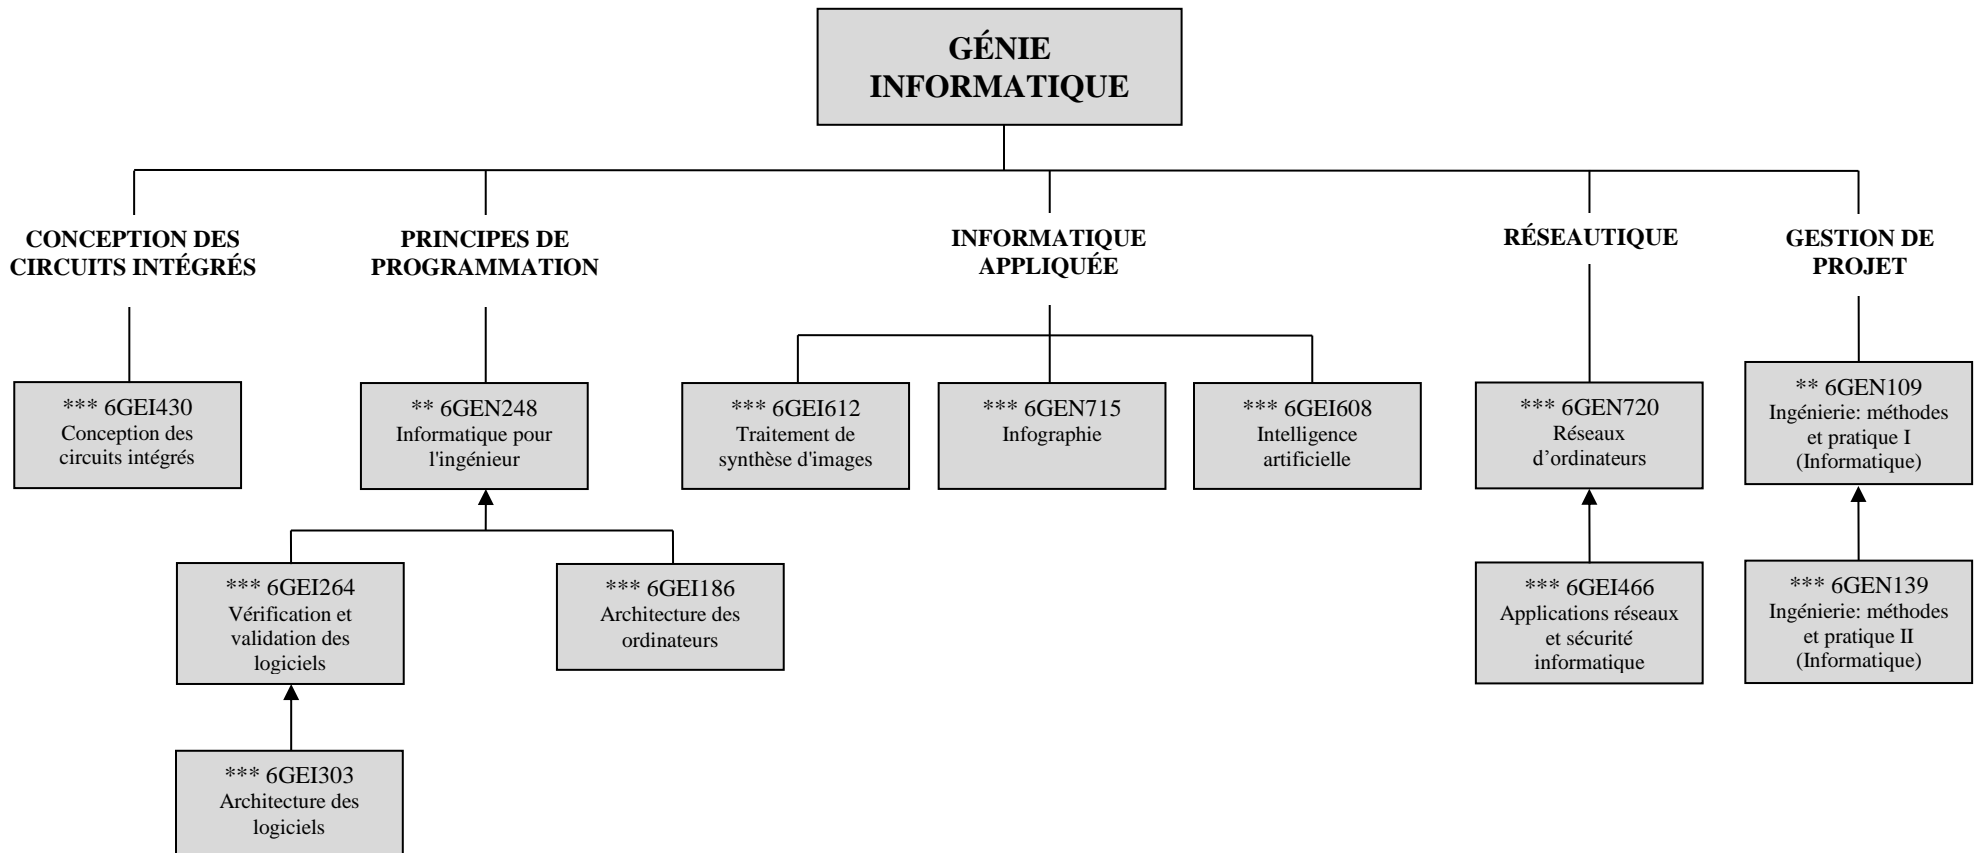 GÉNIE
INFORMATIQUE
CONCEPTION DES
CIRCUITS INTÉGRÉS
PRINCIPES DE
PROGRAMMATION
INFORMATIQUE
APPLIQUÉE
RÉSEAUTIQUE
GESTION DE
PROJET
*** 6GEI430
Conception des
circuits intégrés
** 6GEN248
Informatique pour
l'ingénieur
*** 6GEI612
Traitement de
synthèse d'images
*** 6GEN715
Infographie
*** 6GEI608
Intelligence
artificielle
*** 6GEN720
Réseaux
d’ordinateurs
** 6GEN109
Ingénierie: méthodes
et pratique I
(Informatique)
*** 6GEI264
Vérification et
validation des
logiciels
*** 6GEI186
Architecture des
ordinateurs
*** 6GEI466
Applications réseaux
et sécurité
informatique
*** 6GEN139
Ingénierie: méthodes
et pratique II
(Informatique)
*** 6GEI303
Architecture des
logiciels